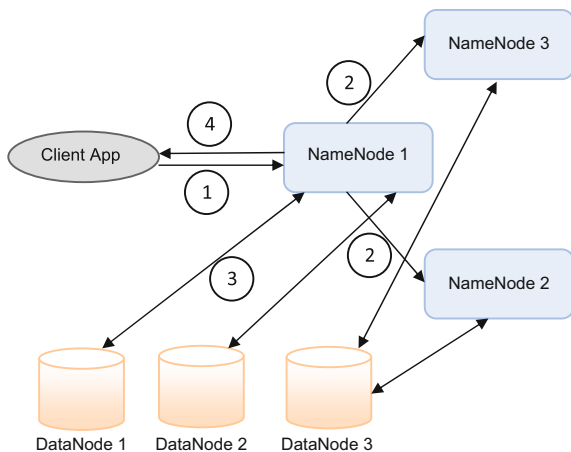 NameNode 3
2
4
Client App
NameNode 1
1
2
3
NameNode 2
DataNode 1
DataNode 2
DataNode 3